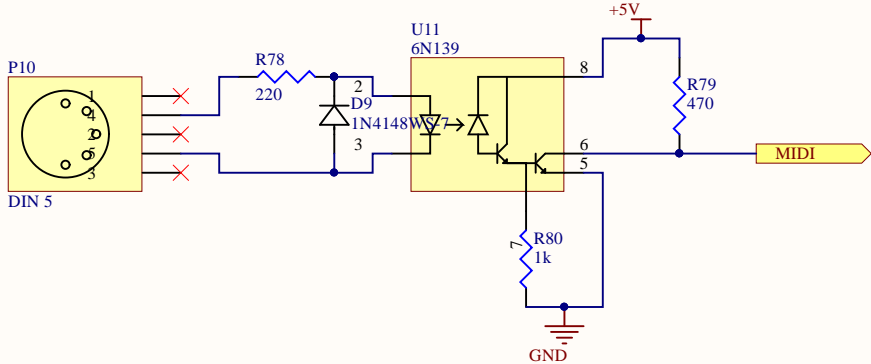 +5V
U11
6N139
P10
R78
220
1
4
2
5
3
DIN 5
2
D9
1N4148WS-7
3
8
R79
470
6
5
MIDI
7
R80
1k
GND